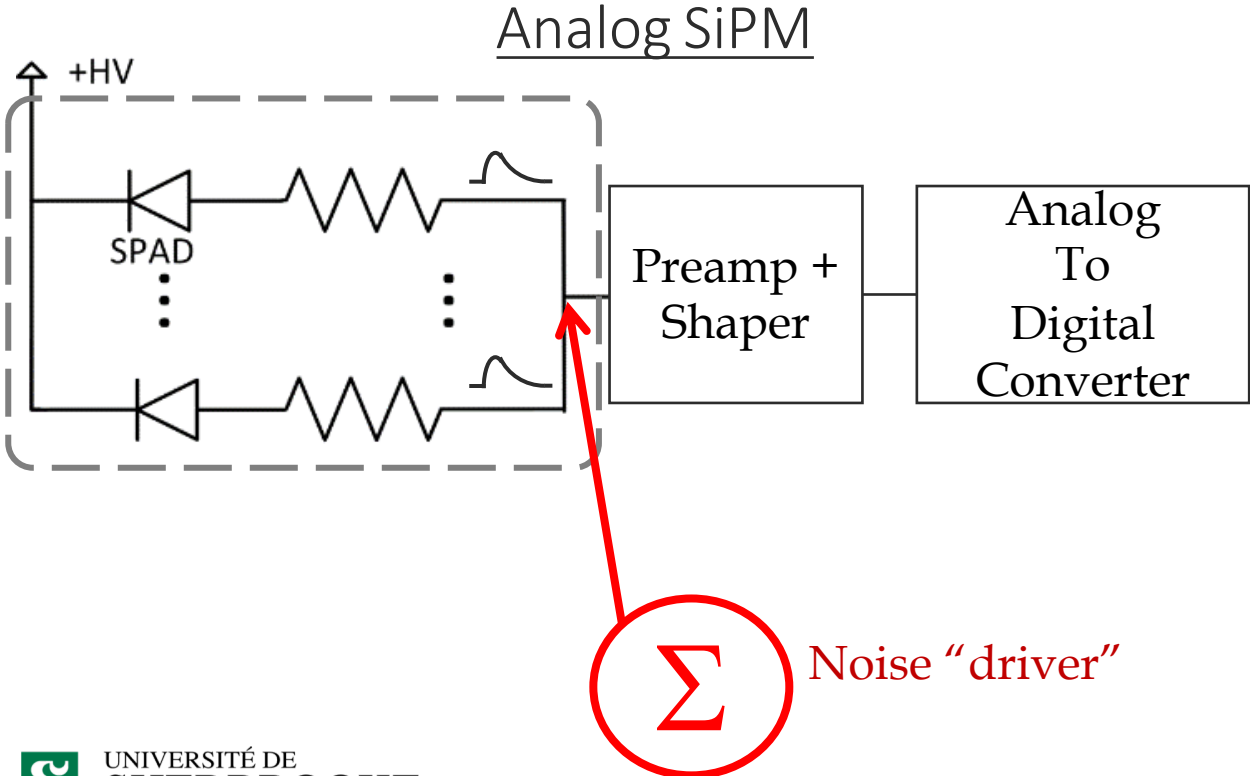 Analog SiPM
+HV
SPAD
Preamp +
Shaper
Analog
To
Digital
Converter
Σ
Noise “driver”
UNIVERSITÉ DE